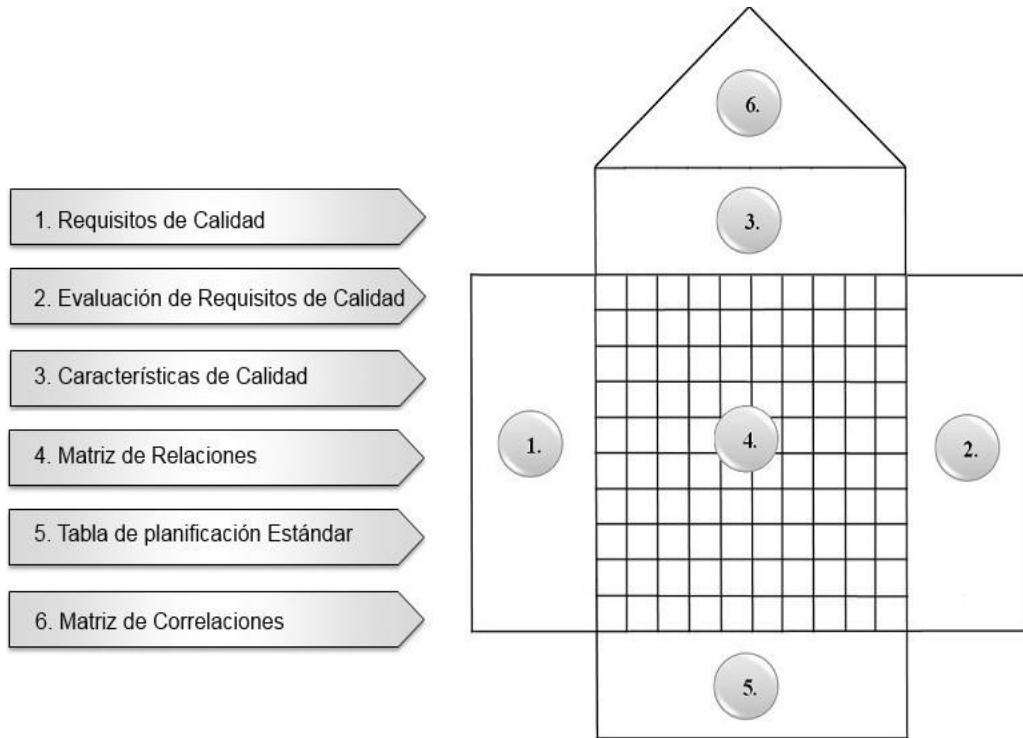 1. Requisitos de Calidad
2. Evaluación de Requisitos de Calidad
3. Características de Calidad
4. Matriz de Relaciones
5. Tabla de planificación Estándar
6. Matriz de Correlaciones
6.
3.
1.
4.
2.
5.